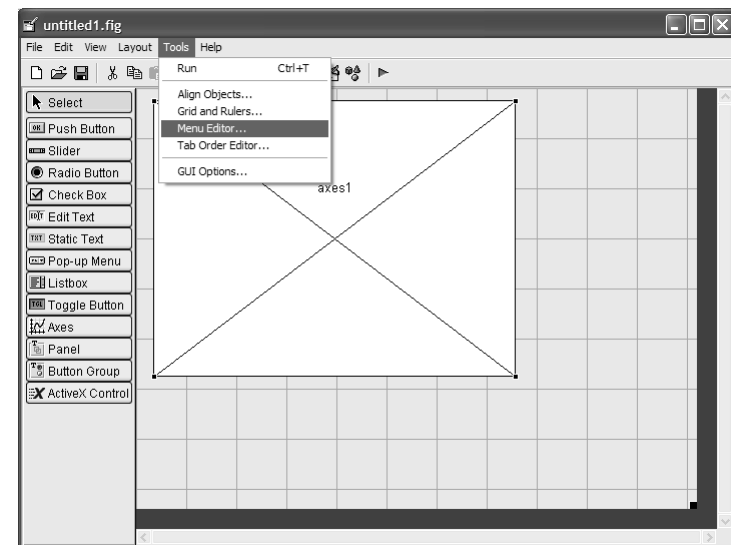 untitled1.fig
File Edit View Layout Tools Help
Run Ctrl+T
Align Objects...
Grid and Rulers...
Menu Editor...
Tab Order Editor...
GUI Options...
Select
Push Button
Slider
Radio Button
Check Box
Edit Text
Static Text
Pop-up Menu
Listbox
Toggle Button
Axes
Panel
Button Group
ActiveX Control
axes1